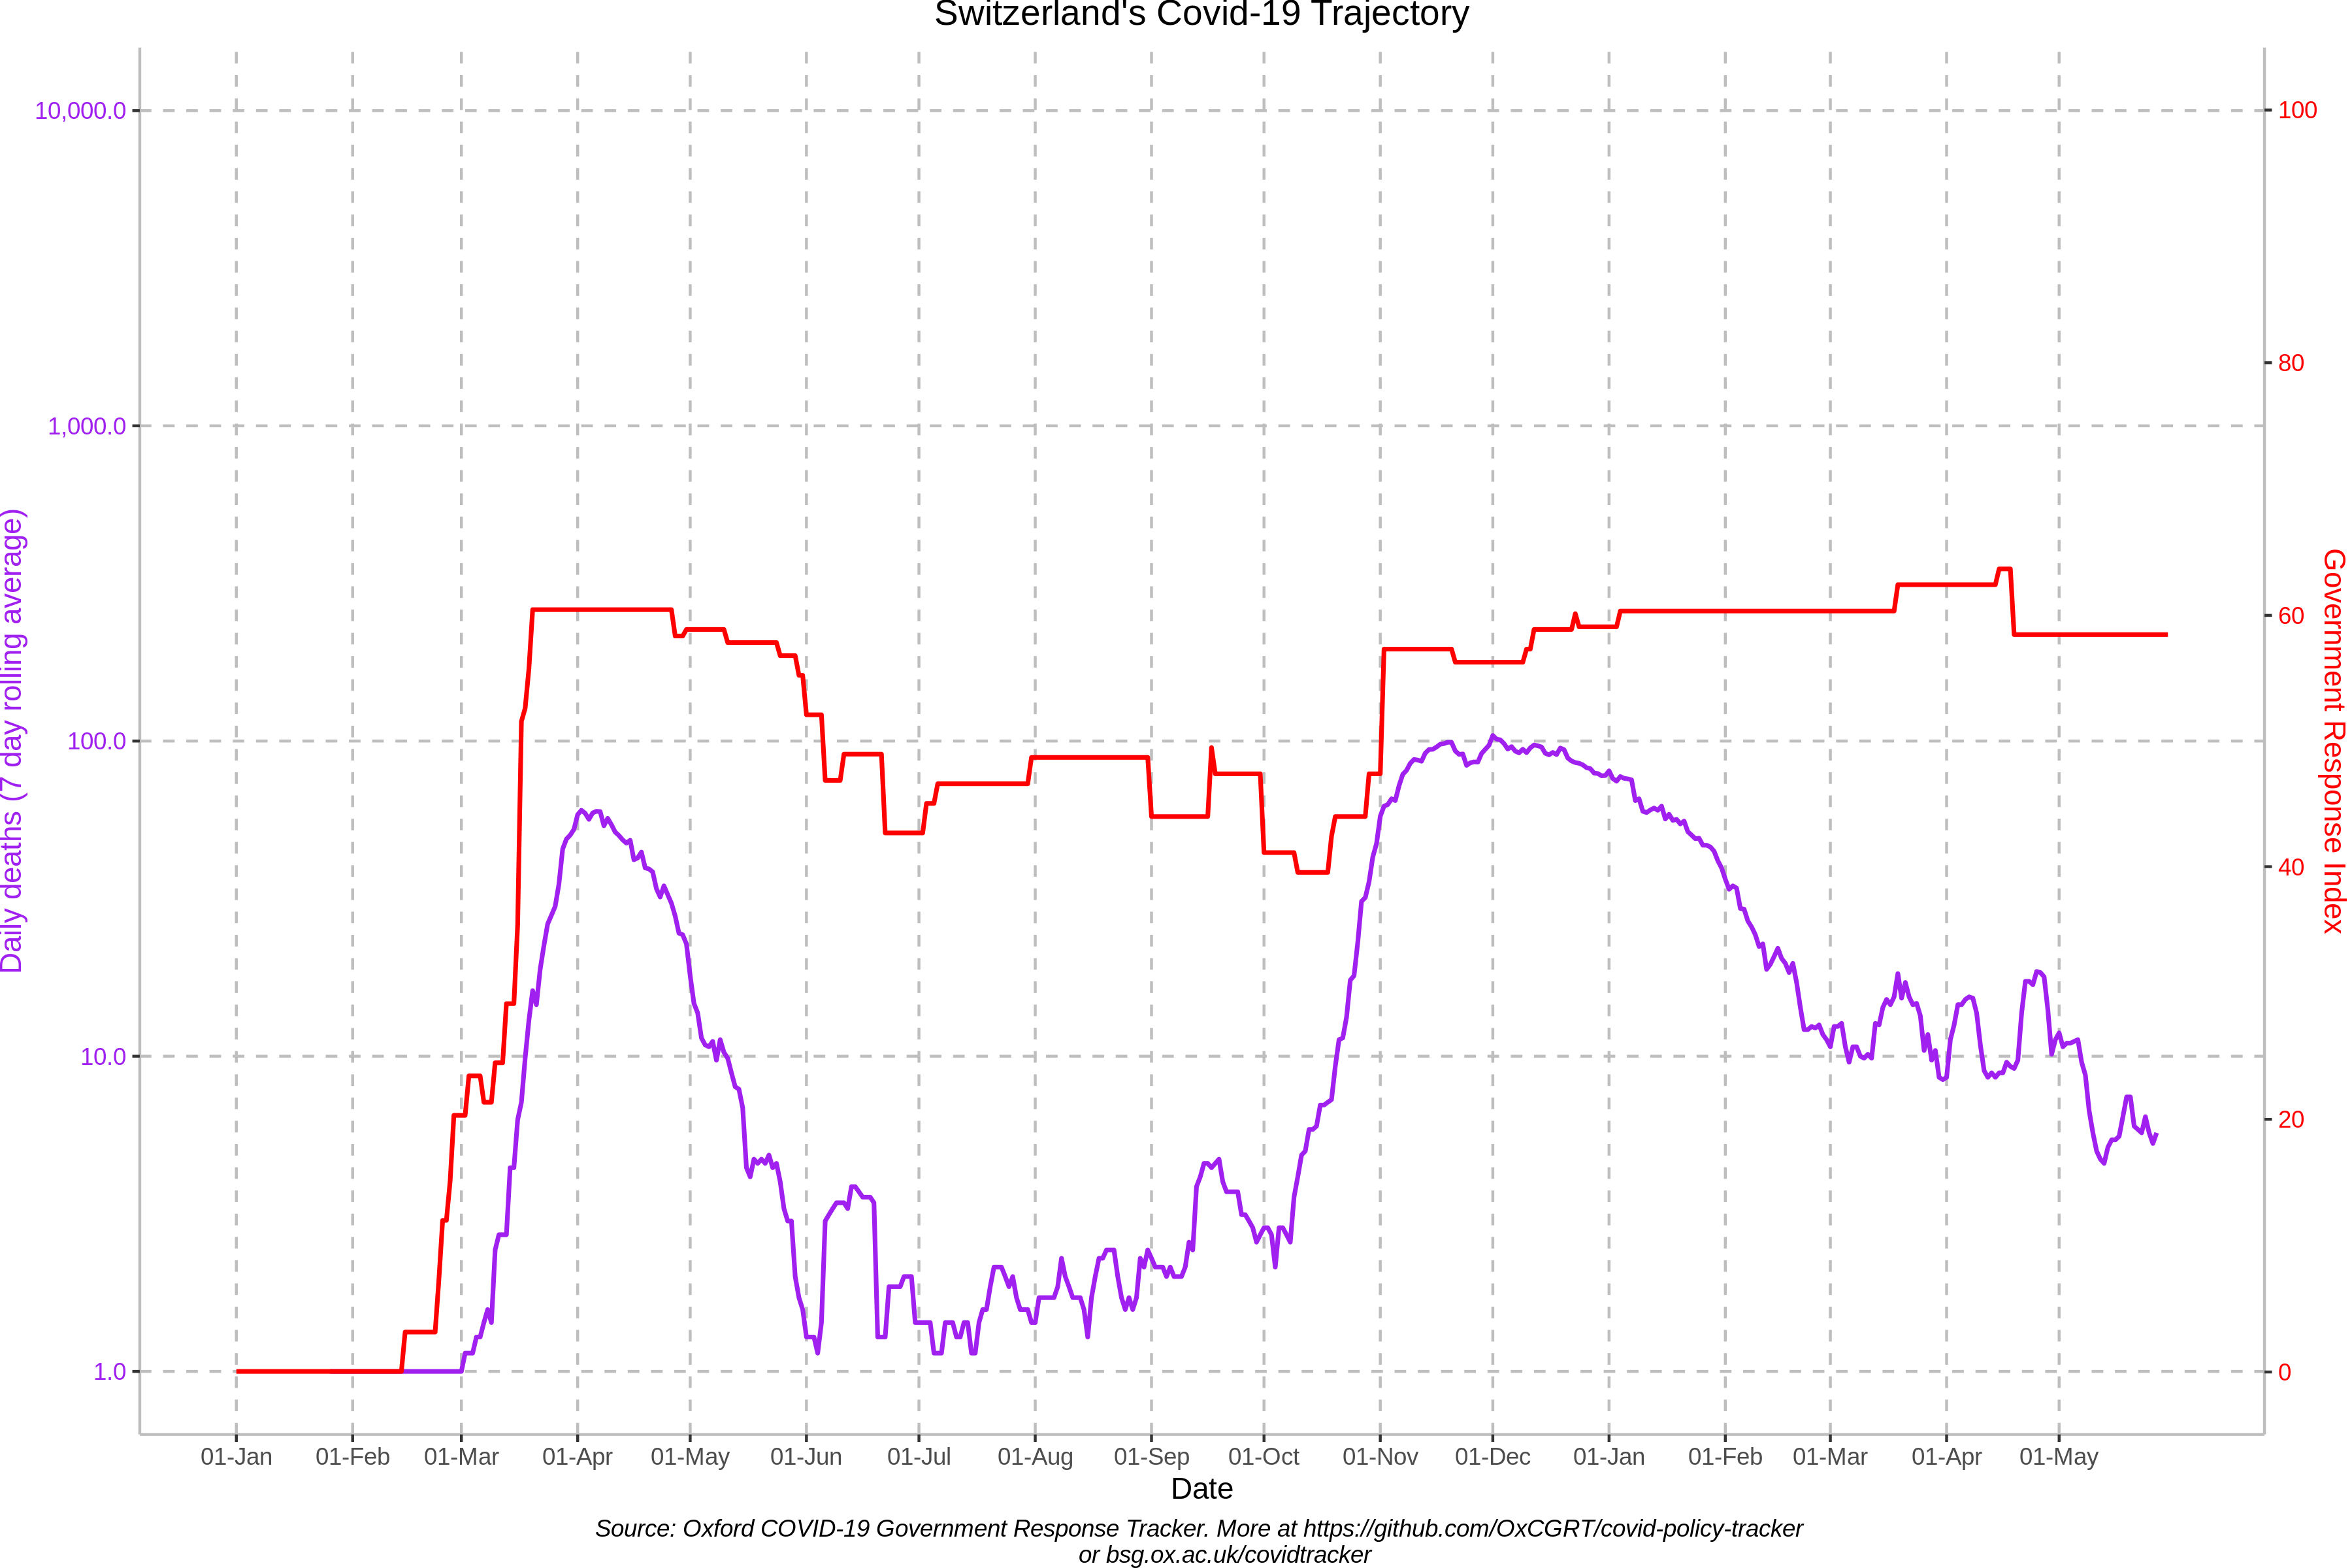 Switzerland's Covid-19 Trajectory
10,000.0
1,000.0
100.0
10.0
1.0
Daily deaths (7 day rolling average)
100
80
60
40
20
0
Government Response Index
01-Jan 01-Feb 01-Mar 01-Apr 01-May 01-Jun 01-Jul 01-Aug 01-Sep 01-Oct 01-Nov 01-Dec 01-Jan 01-Feb 01-Mar 01-Apr 01-May
Date
Source: Oxford COVID-19 Government Response Tracker. More at https://github.com/OxCGRT/covid-policy-tracker
or bsg.ox.ac.uk/covidtracker